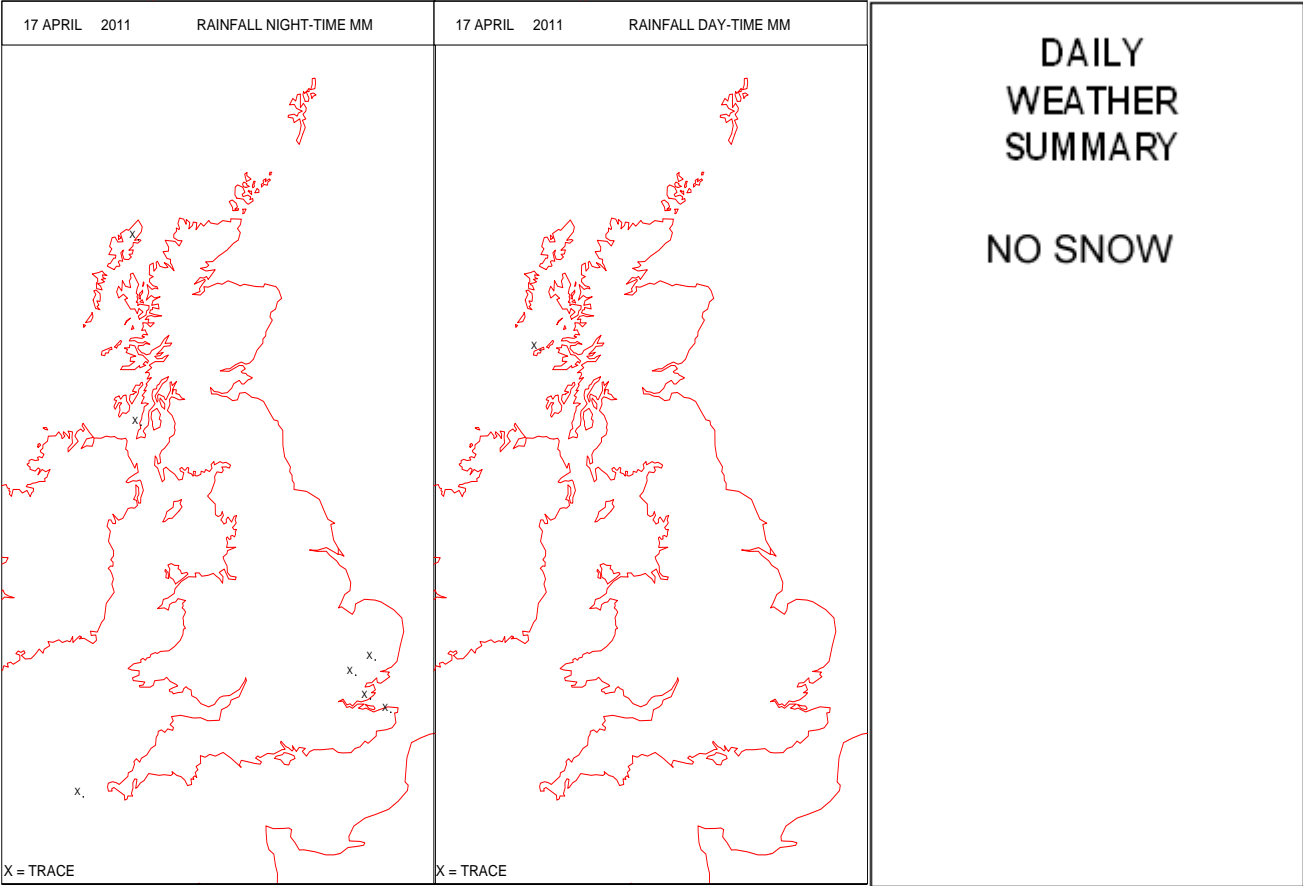 17 APRIL 2011 RAINFALL NIGHT-TIME MM
X
X
X.
X.
X.
X.
X.
X = TRACE
17 APRIL 2011 RAINFALL DAY-TIME MM
X
X = TRACE
DAILY
WEATHER
SUMMARY
NO SNOW